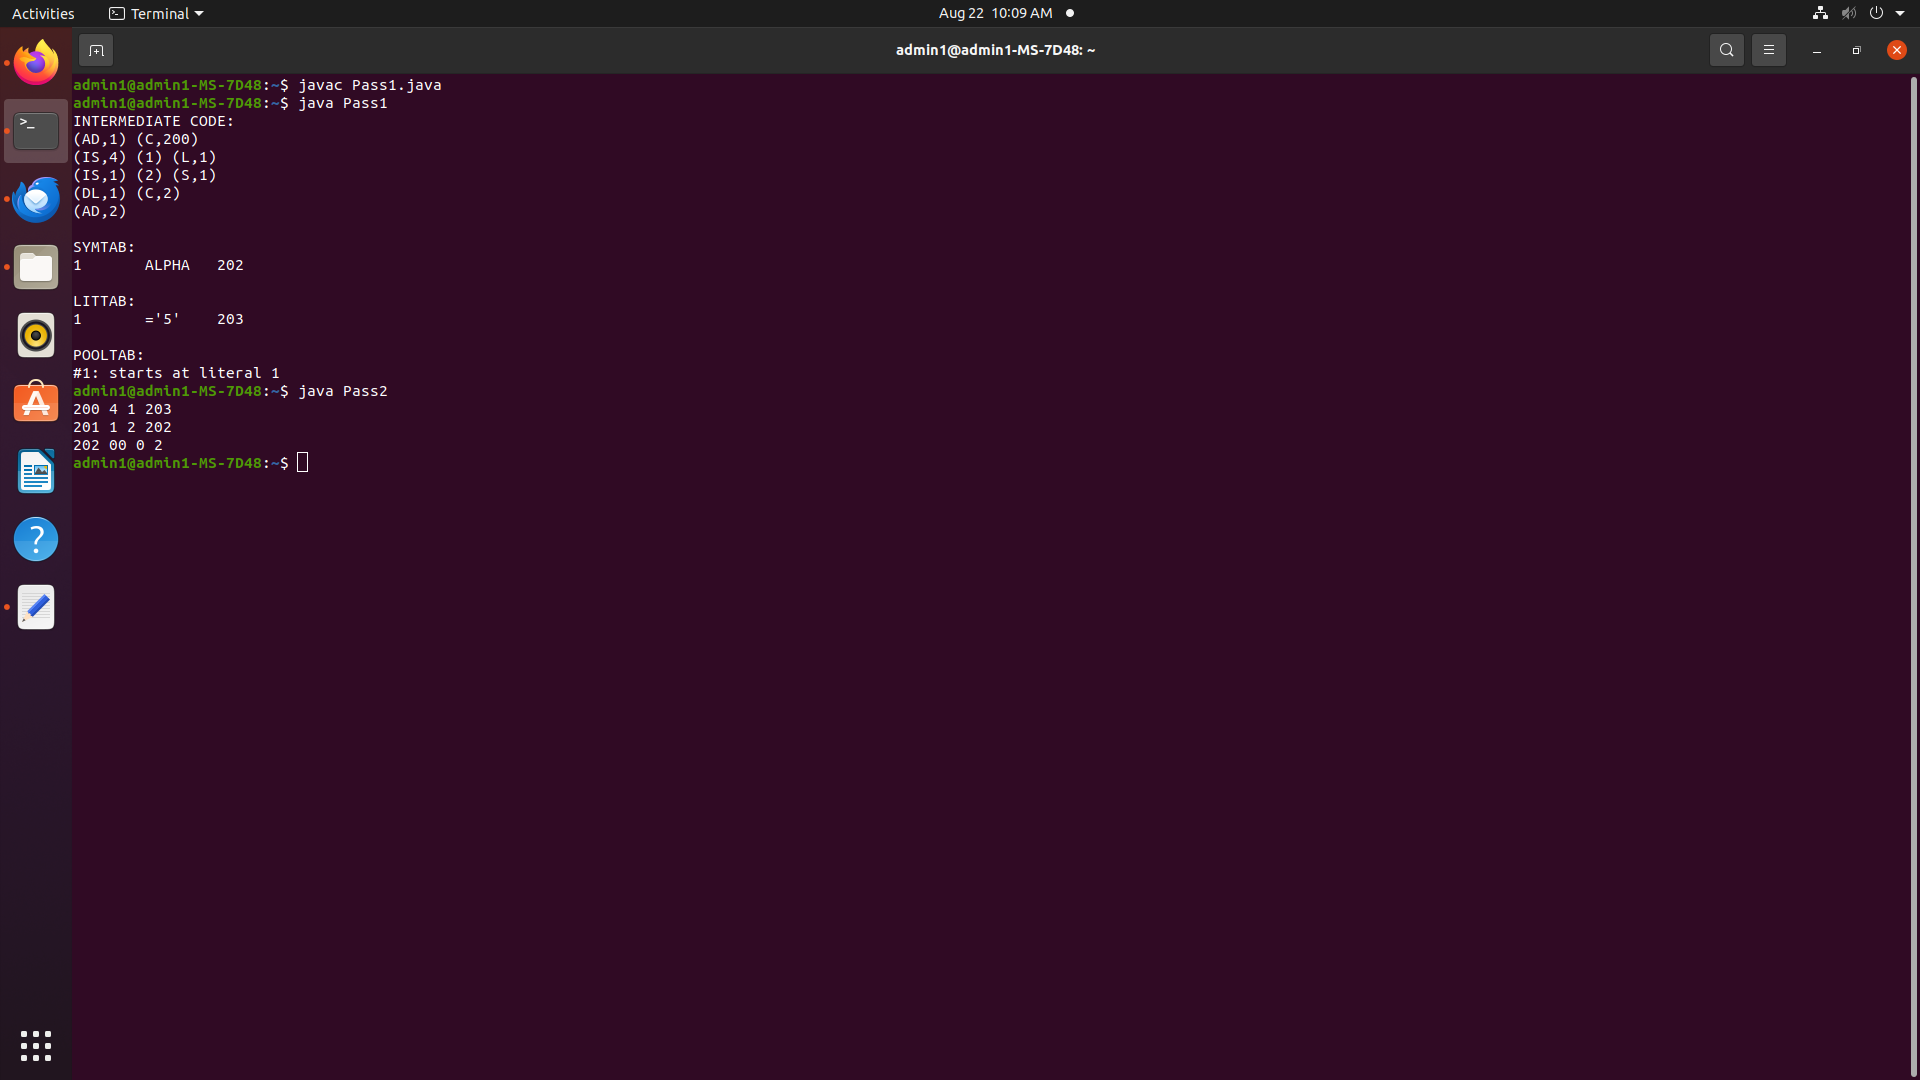 Activities
Terminal
Aug 22 10:09 AM
admin1@admin1-MS-7D48: ~
admin1@admin1-MS-7D48:~$ javac Pass1.java
admin1@admin1-MS-7D48:~$ java Pass1
INTERMEDIATE CODE:
(AD,1) (C,200)
(IS,4) (1) (L,1)
(IS,1) (2) (S,1)
(DL,1) (C,2)
(AD,2)
SYMTAB:
1 ALPHA 202
LITTAB:
1 ='5' 203
POOLTAB:
#1: starts at literal 1
admin1@admin1-MS-7D48:~$ java Pass2
200 4 1 203
201 1 2 202
202 00 0 2
admin1@admin1-MS-7D48:~$